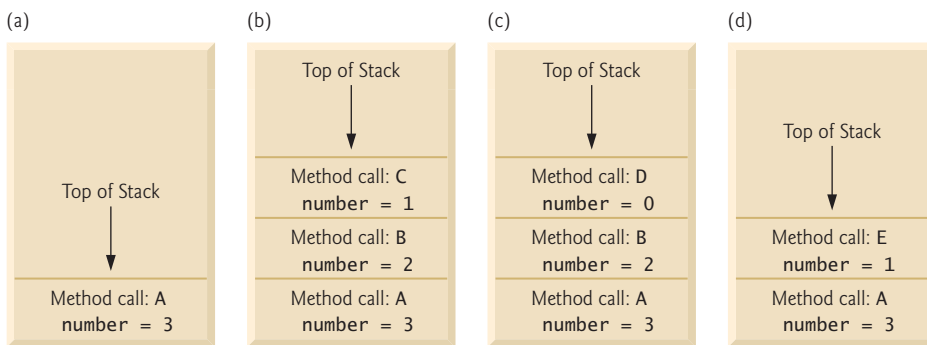 (a)
Top of Stack
Method call: A
number = 3
(b)
Top of Stack
Method call: C
number = 1
Method call: B
number = 2
Method call: A
number = 3
(c)
Top of Stack
Method call: D
number = 0
Method call: B
number = 2
Method call: A
number = 3
(d)
Top of Stack
Method call: E
number = 1
Method call: A
number = 3